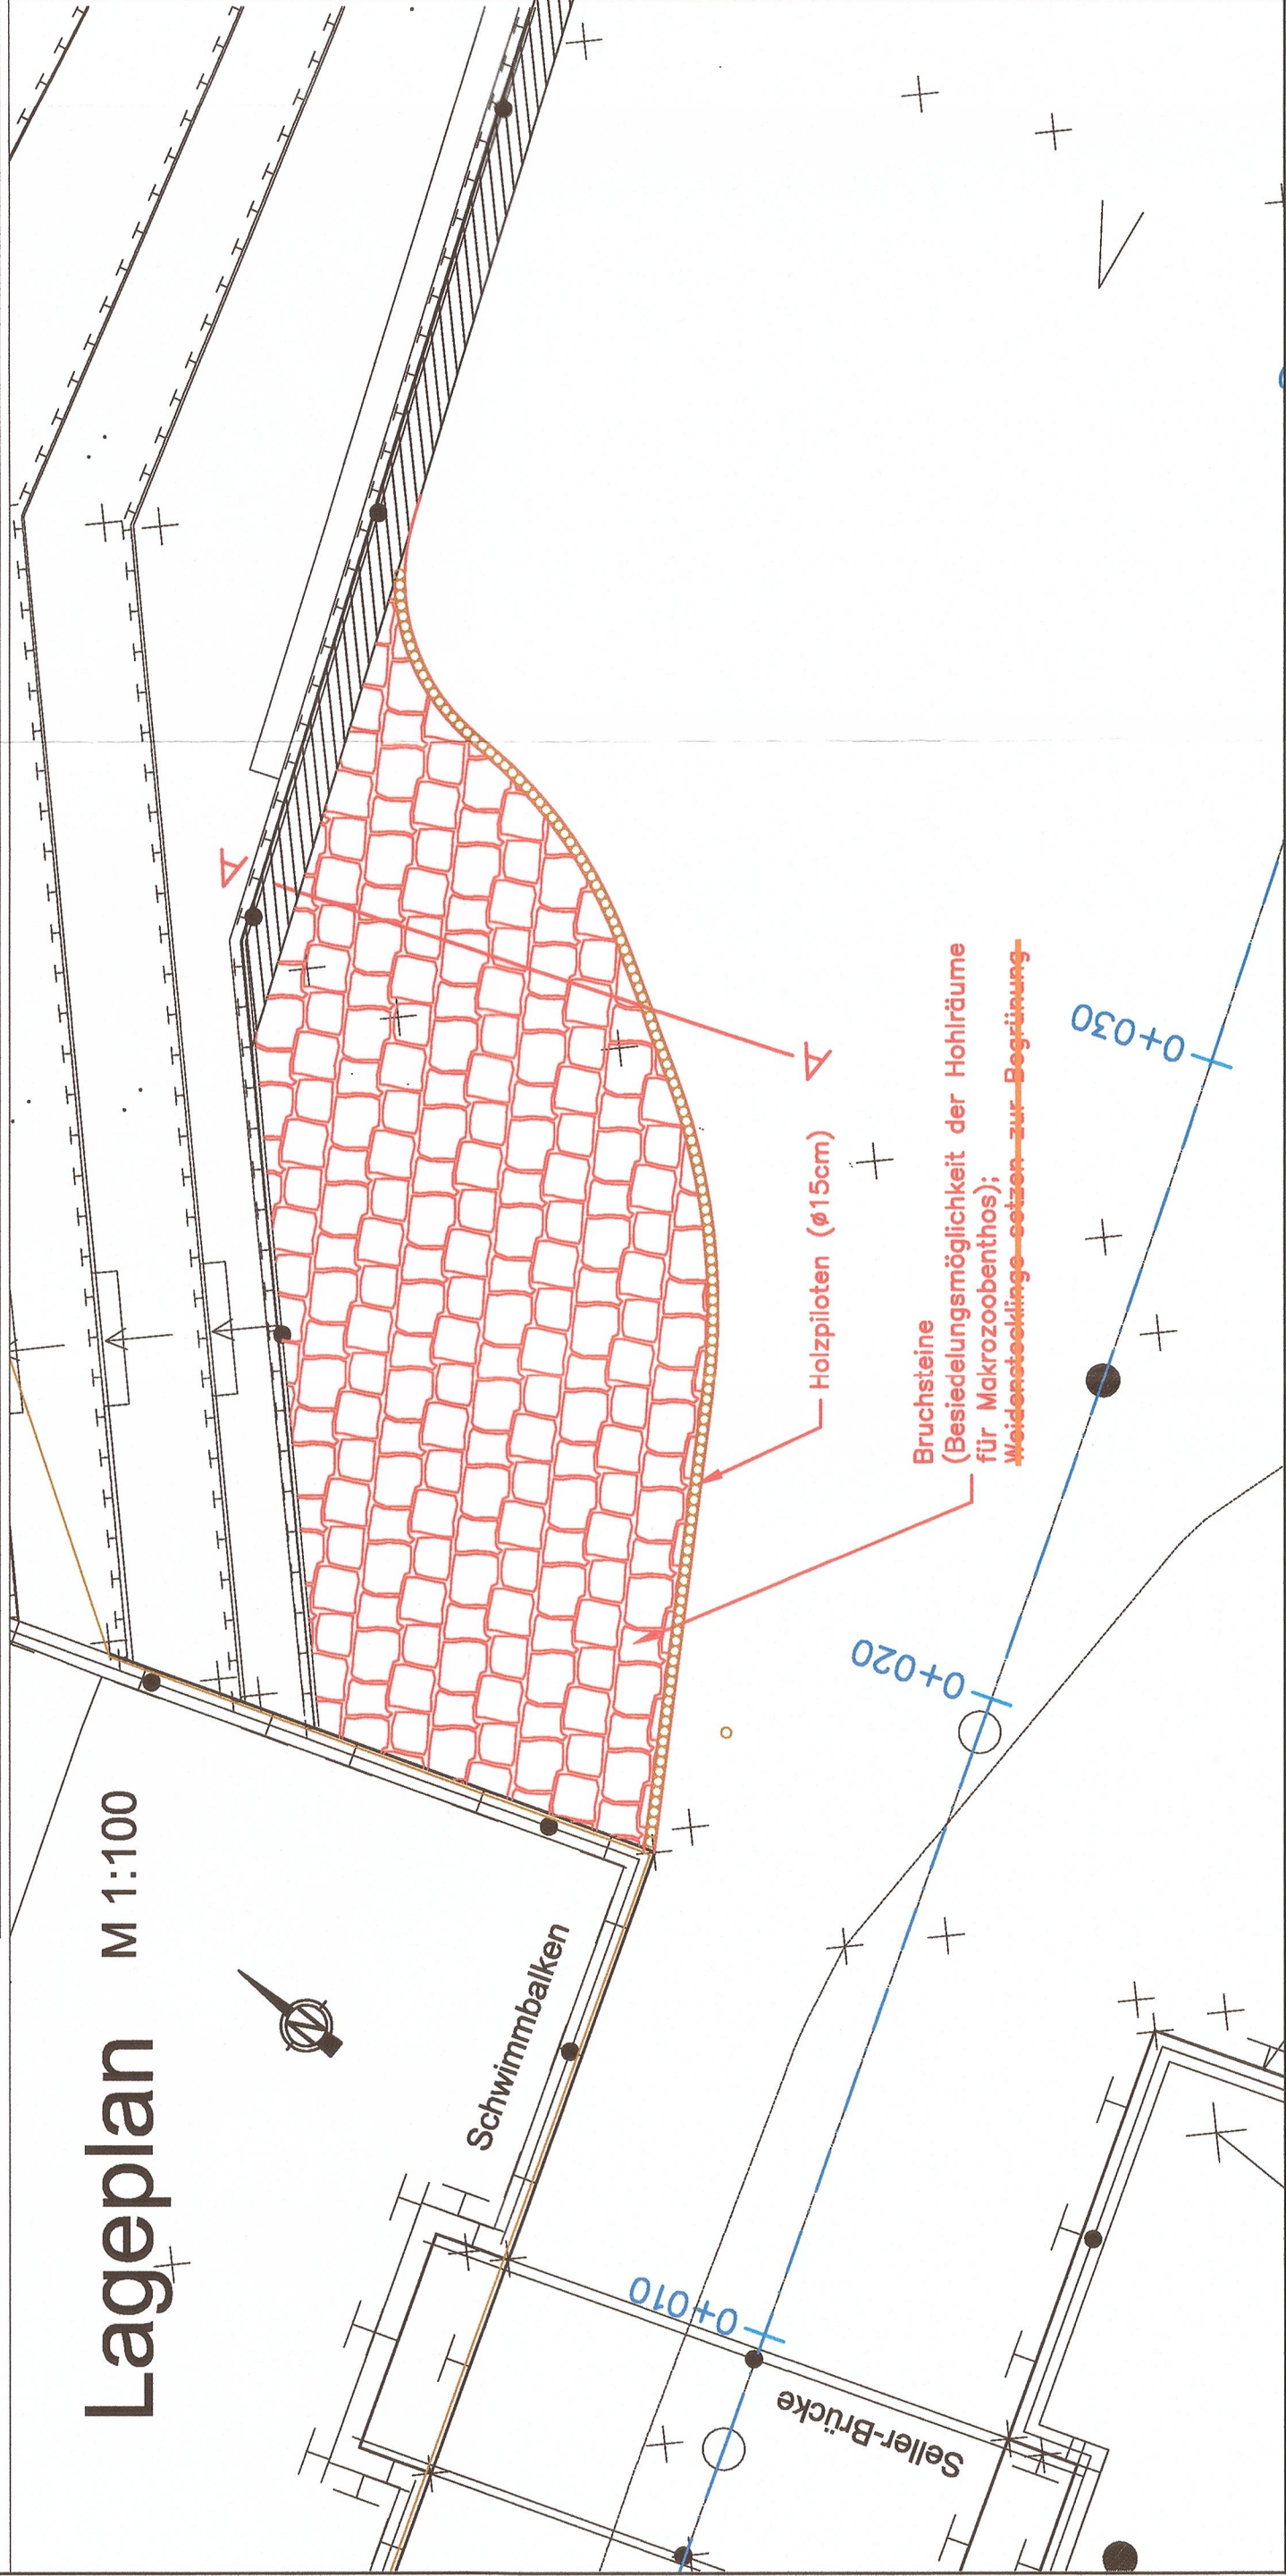 Lageplan M 1:100
N
Schwimmbalken
Seller-Brücke
0+010
0+020
0+030
A
A
Holzpiloten (ø15cm)
Bruchsteine
(Besiedelungsmöglichkeit der Hohlräume
für Makrozoobenthos);
Weidenstecklinge setzen zur Begrünung